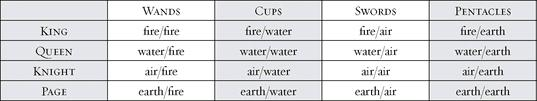 WANDS CUPS SWORDS PENTACLES
KING fire/fire fire/water fire/air fire/earth
QUEEN water/fire water/water water/air water/earth
KNIGHT air/fire air/water air/air air/earth
PAGE earth/fire earth/water earth/air earth/earth